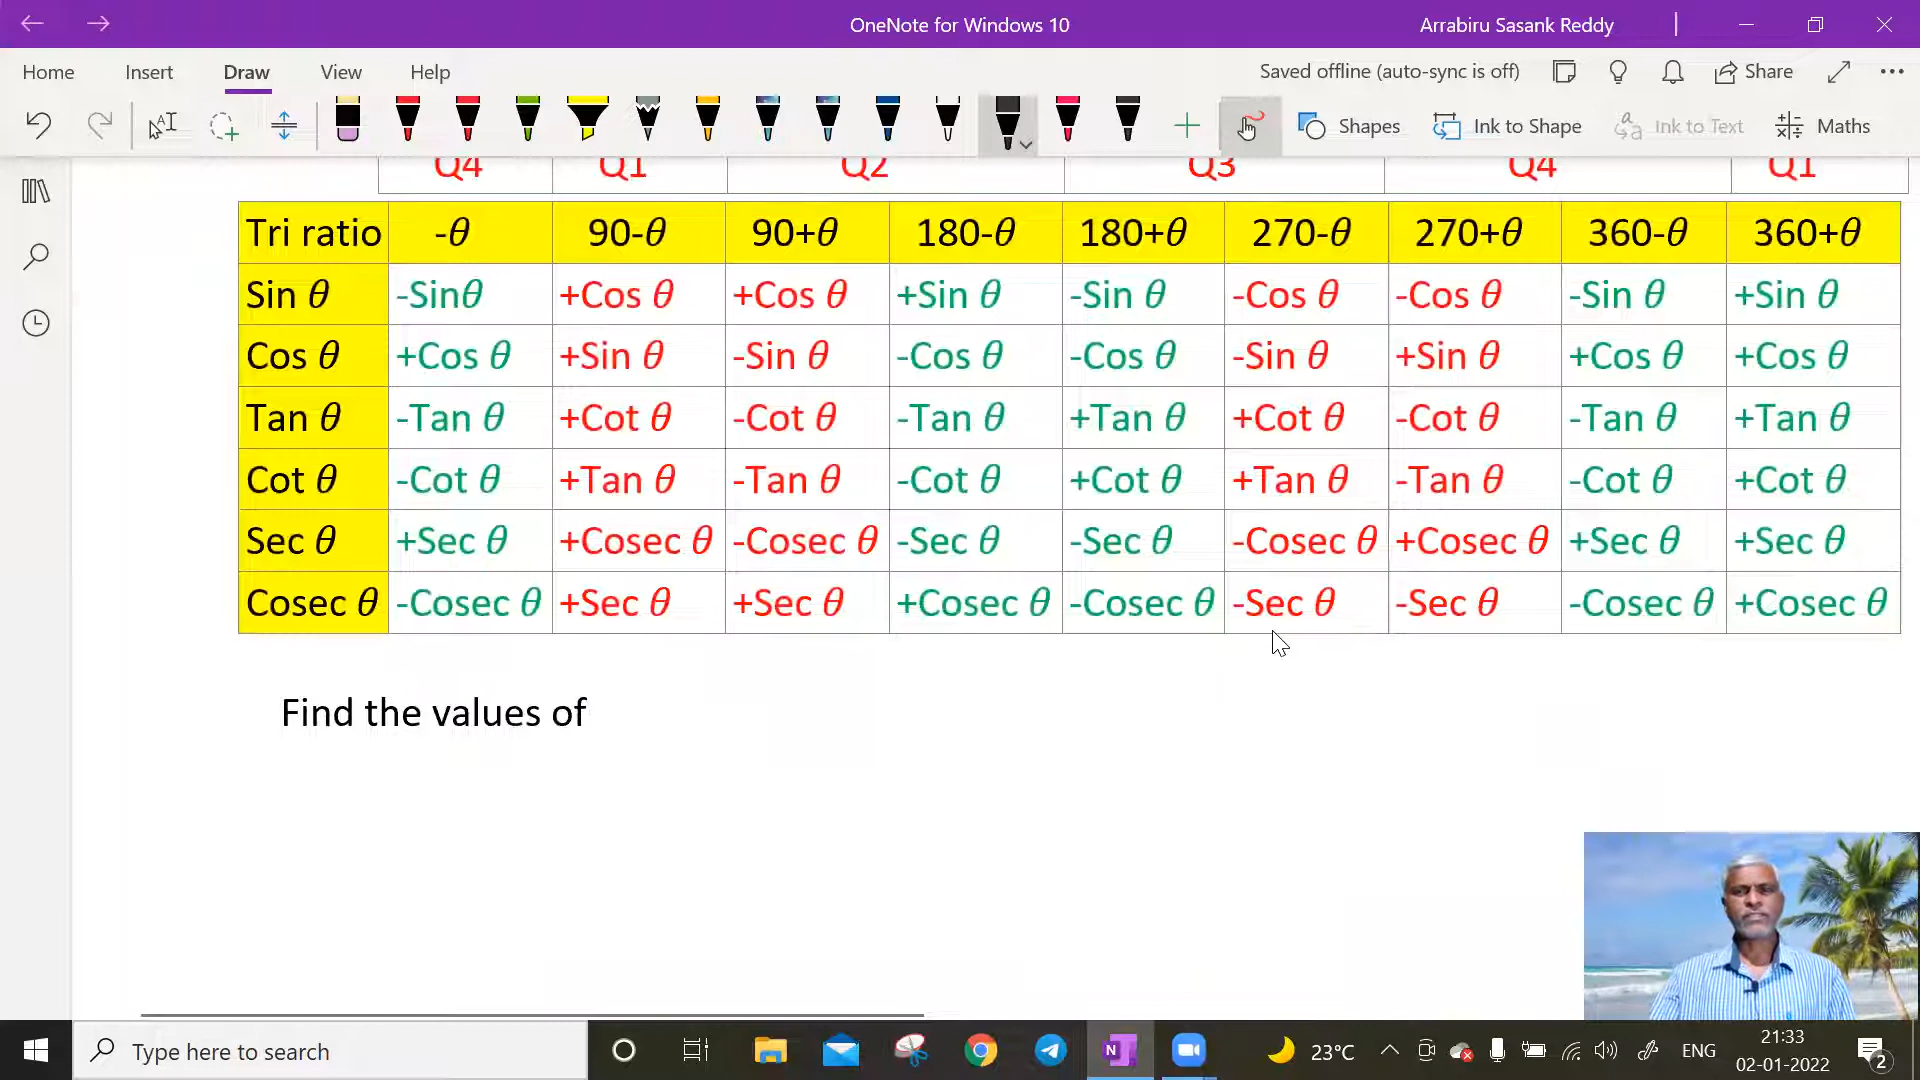 OneNote for Windows 10
Arrabiru Sasank Reddy
Home Insert Draw View Help
Saved offline (auto-sync is off)
Share
Shapes
Ink to Shape
Ink to Text
Maths
Q4 Q1 Q2 Q3 Q4 Q1
Tri ratio -θ 90-θ 90+θ 180-θ 180+θ 270-θ 270+θ 360-θ 360+θ
Sin θ -Sinθ +Cos θ +Cos θ +Sin θ -Sin θ -Cos θ -Cos θ -Sin θ +Sin θ
Cos θ +Cos θ +Sin θ -Sin θ -Cos θ -Cos θ -Sin θ +Sin θ +Cos θ +Cos θ
Tan θ -Tan θ +Cot θ -Cot θ -Tan θ +Tan θ +Cot θ -Cot θ -Tan θ +Tan θ
Cot θ -Cot θ +Tan θ -Tan θ -Cot θ +Cot θ +Tan θ -Tan θ -Cot θ +Cot θ
Sec θ +Sec θ +Cosec θ -Cosec θ -Sec θ -Sec θ -Cosec θ +Cosec θ +Sec θ +Sec θ
Cosec θ -Cosec θ +Sec θ +Sec θ +Cosec θ -Cosec θ -Sec θ -Sec θ -Cosec θ +Cosec θ
Find the values of
Type here to search
N
23°C
ENG
21:33
02-01-2022
2